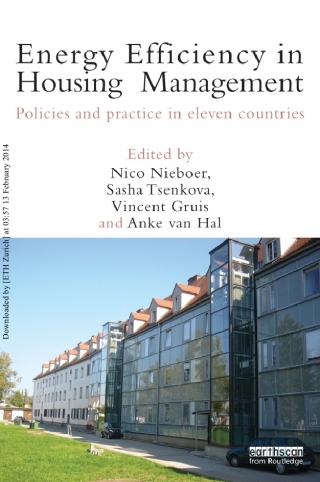 Energy Efficiency in
Housing Management
Policies and practice in eleven countries
Edited by
Nico Nieboer,
Sasha Tsenkova,
Vincent Gruis
and Anke van Hal
Downloaded by [ETH Zurich] at 03:57 13 February 2014
earthscan
from Routledge